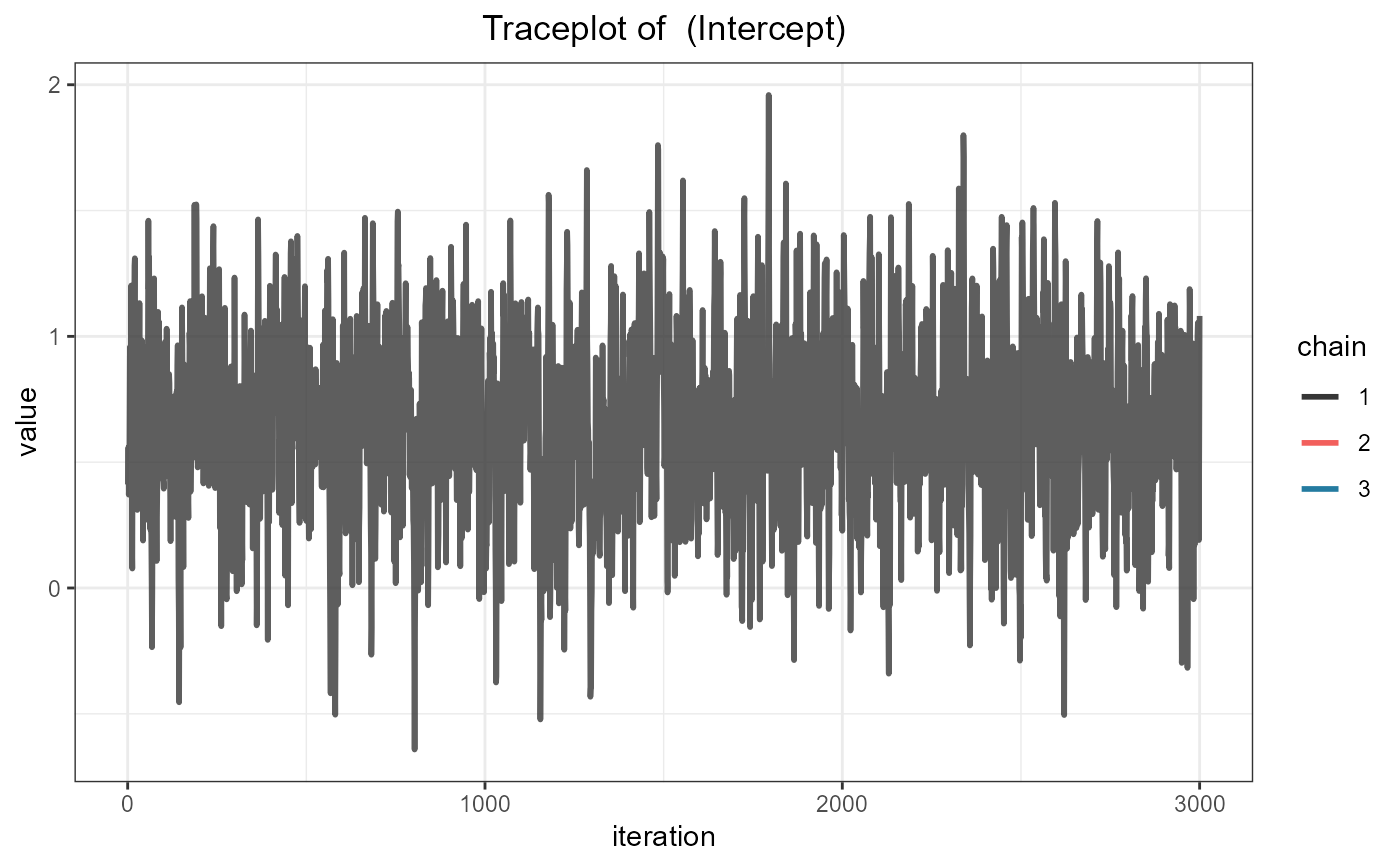 Traceplot of  (Intercept)
2
1
0
value
0 1000 2000 3000
iteration
chain
1
2
3